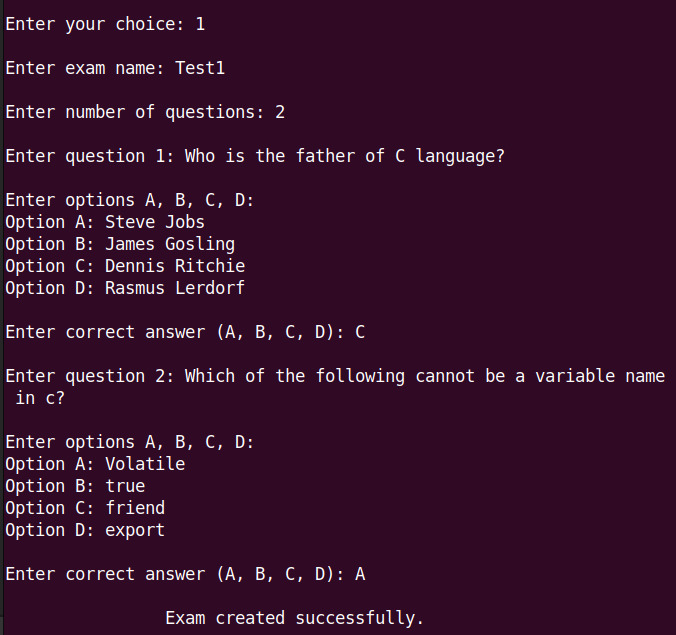 Enter your choice: 1
Enter exam name: Test1
Enter number of questions: 2
Enter question 1: Who is the father of C language?
Enter options A, B, C, D:
Option A: Steve Jobs
Option B: James Gosling
Option C: Dennis Ritchie
Option D: Rasmus Lerdorf
Enter correct answer (A, B, C, D): C
Enter question 2: Which of the following cannot be a variable name
in c?
Enter options A, B, C, D:
Option A: Volatile
Option B: true
Option C: friend
Option D: export
Enter correct answer (A, B, C, D): A
Exam created successfully.